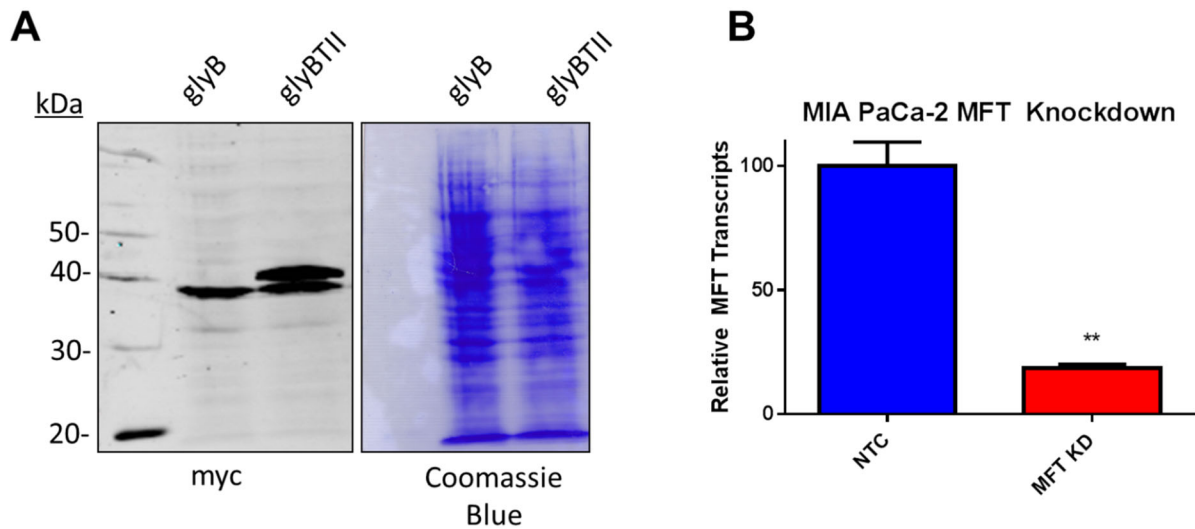 A
glyB
glyBTII
glyB
glyBTII
kDa
50-
40-
30-
20-
myc
Coomassie
Blue
B
MIA PaCa-2 MFT Knockdown
Relative MFT Transcripts
100
50
0
**
NTC
MFT KD